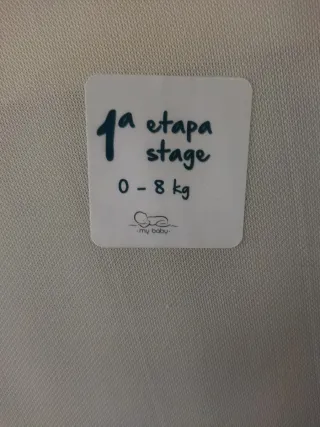 1ª etapa
stage
0 - 8 kg
·my baby·